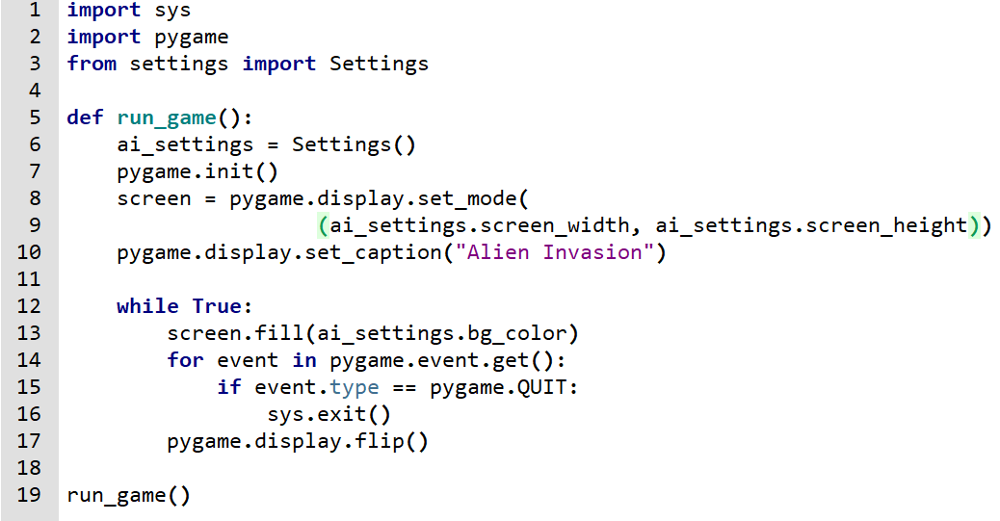 1 import sys
2 import pygame
3 from settings import Settings
4
5 def run_game():
6     ai_settings = Settings()
7     pygame.init()
8     screen = pygame.display.set_mode(
9                     (ai_settings.screen_width, ai_settings.screen_height))
10     pygame.display.set_caption("Alien Invasion")
11
12     while True:
13         screen.fill(ai_settings.bg_color)
14         for event in pygame.event.get():
15             if event.type == pygame.QUIT:
16                 sys.exit()
17         pygame.display.flip()
18
19 run_game()